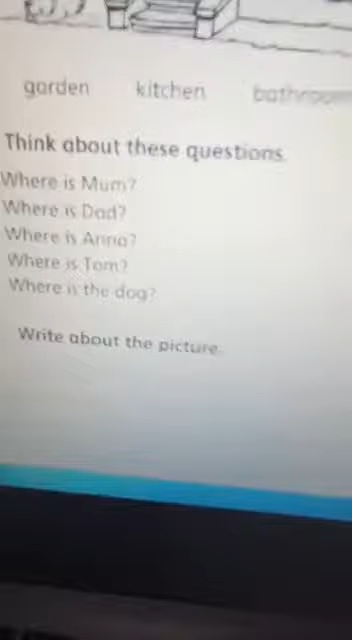 garden kitchen bathroom
Think about these questions.
Where is Mum?
Where is Dad?
Where is Anna?
Where is Tom?
Where is the dog?
Write about the picture.